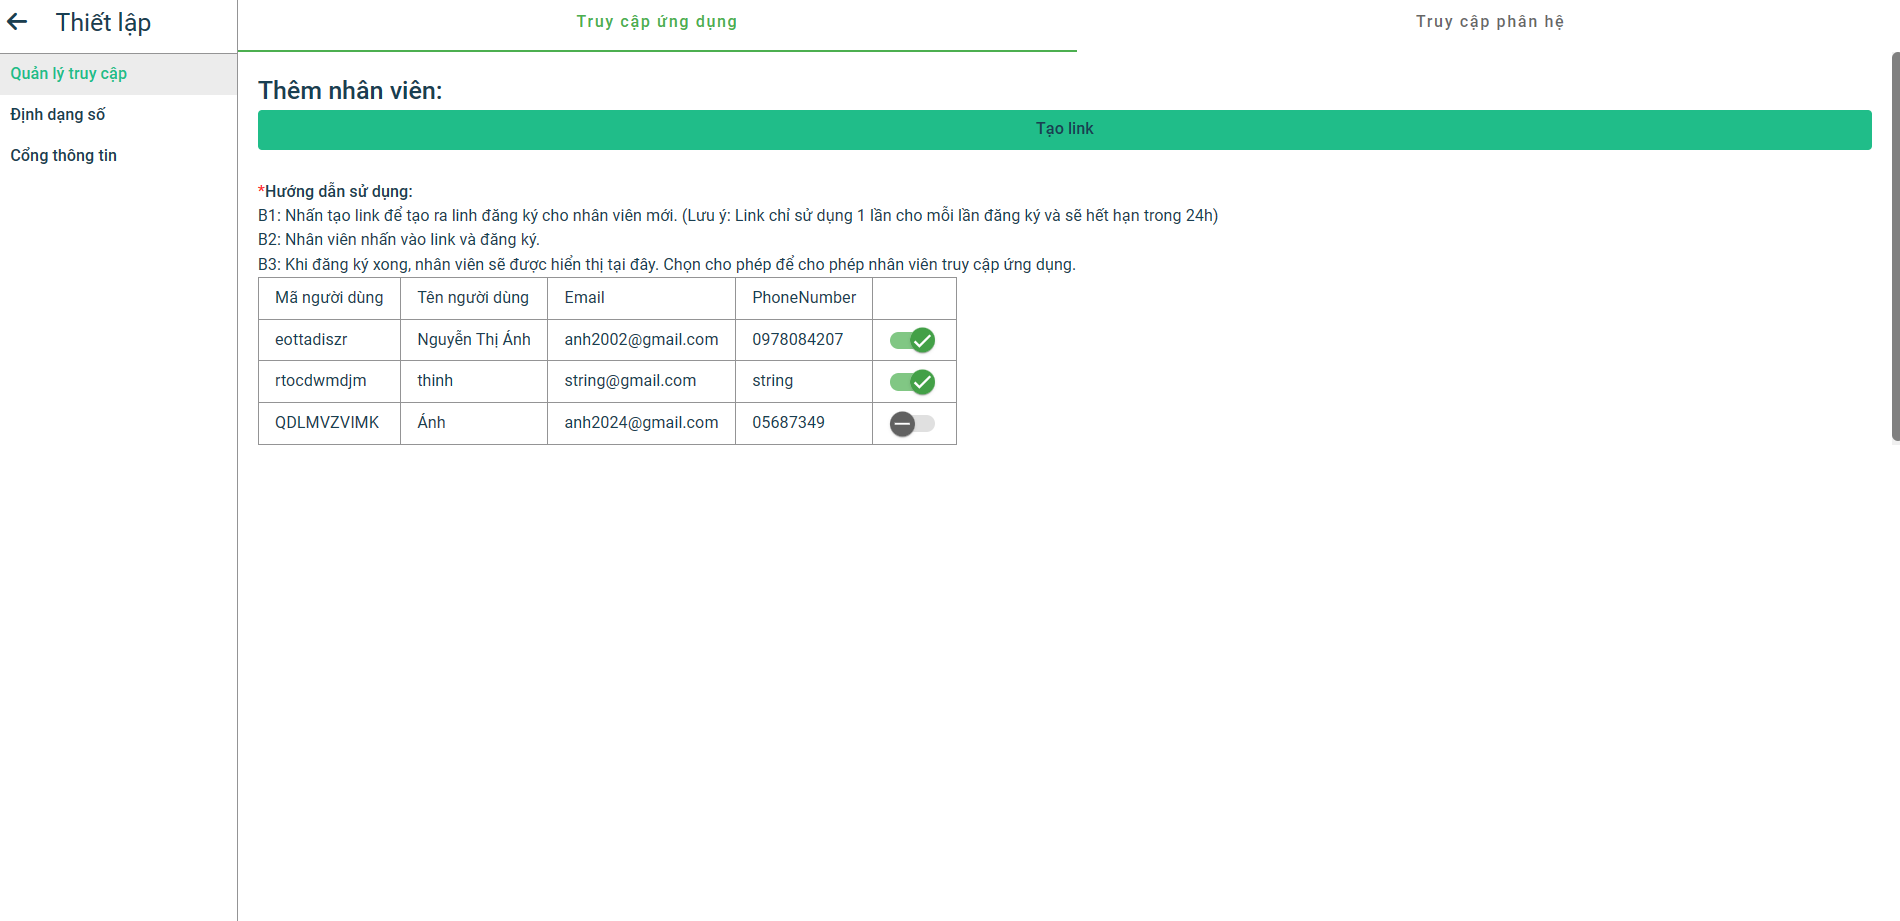 Thiết lập
Truy cập ứng dụng
Truy cập phân hệ
Quản lý truy cập
Định dạng số
Cổng thông tin
Thêm nhân viên:
Tạo link
*Hướng dẫn sử dụng:
B1: Nhấn tạo link để tạo ra linh đăng ký cho nhân viên mới. (Lưu ý: Link chỉ sử dụng 1 lần cho mỗi lần đăng ký và sẽ hết hạn trong 24h)
B2: Nhân viên nhấn vào link và đăng ký.
B3: Khi đăng ký xong, nhân viên sẽ được hiển thị tại đây. Chọn cho phép để cho phép nhân viên truy cập ứng dụng.
Mã người dùng Tên người dùng Email PhoneNumber
eottadiszr Nguyễn Thị Ánh anh2002@gmail.com 0978084207
rtocdwmdjm thinh string@gmail.com string
QDLMVZVIMK Ánh anh2024@gmail.com 05687349